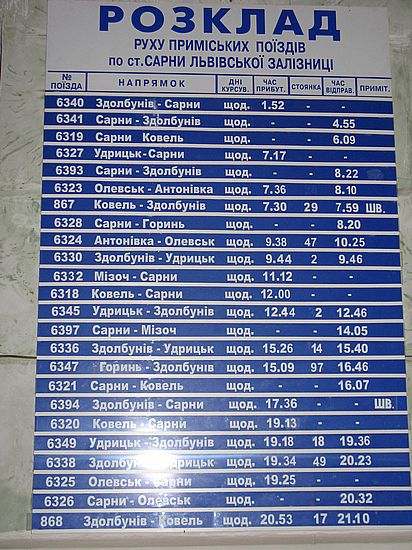 РОЗКЛАД
РУХУ ПРИМІСЬКИХ ПОЇЗДІВ
по ст.САРНИ ЛЬВІВСЬКОЇ ЗАЛІЗНИЦІ
№ ПОЇЗДА НАПРЯМОК ДНІ КУРСУВ. ЧАС ПРИБУТ. СТОЯНКА ЧАС ВІДПРАВ. ПРИМІТ.
6340 Здолбунів - Сарни щод. 1.52 - -
6341 Сарни - Здолбунів щод. - - 4.55
6319 Сарни Ковель щод. - - 6.09
6327 Удрицьк - Сарни щод. 7.17 - -
6393 Сарни - Здолбунів щод. - - 8.22
6323 Олевськ - Антонівка щод. 7.36 8.10
867 Ковель - Здолбунів щод. 7.30 29 7.59 ШВ.
6328 Сарни - Горинь щод. - - 8.20
6324 Антонівка - Олевськ щод. 9.38 47 10.25
6330 Здолбунів - Удрицьк щод. 9.44 2 9.46
6332 Мізоч - Сарни щод. 11.12 - -
6318 Ковель - Сарни щод. 12.00 - -
6345 Удрицьк - Здолбунів щод. 12.44 2 12.46
6397 Сарни - Мізоч щод. - - 14.05
6336 Здолбунів - Удрицьк щод. 15.26 14 15.40
6347 Горинь - Здолбунів щод. 15.09 97 16.46
6321 Сарни - Ковель щод. - - 16.07
6394 Здолбунів - Сарни щод. 17.36 - - ШВ.
6320 Ковель - Сарни щод. 19.13 - -
6349 Удрицьк - Здолбунів щод. 19.18 18 19.36
6338 Здолбунів - Удрицьк щод. 19.34 49 20.23
6325 Олевськ - Сарни щод. 19.25 - -
6326 Сарни - Олевськ щод. - - 20.32
868 Здолбунів - Ковель щод. 20.53 17 21.10